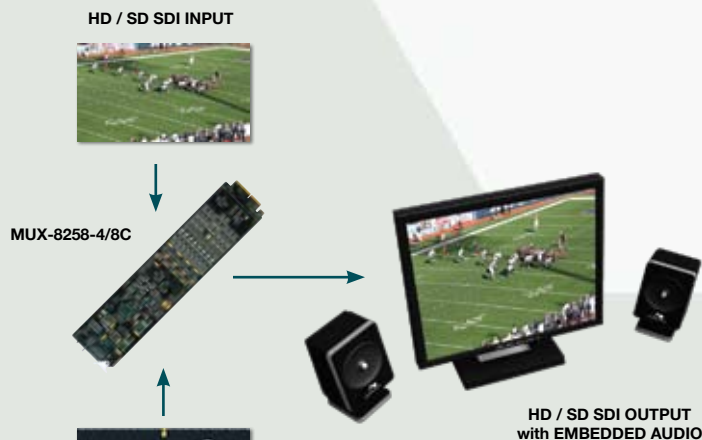 HD / SD SDI INPUT
MUX-8258-4/8C
HD / SD SDI OUTPUT
with EMBEDDED AUDIO